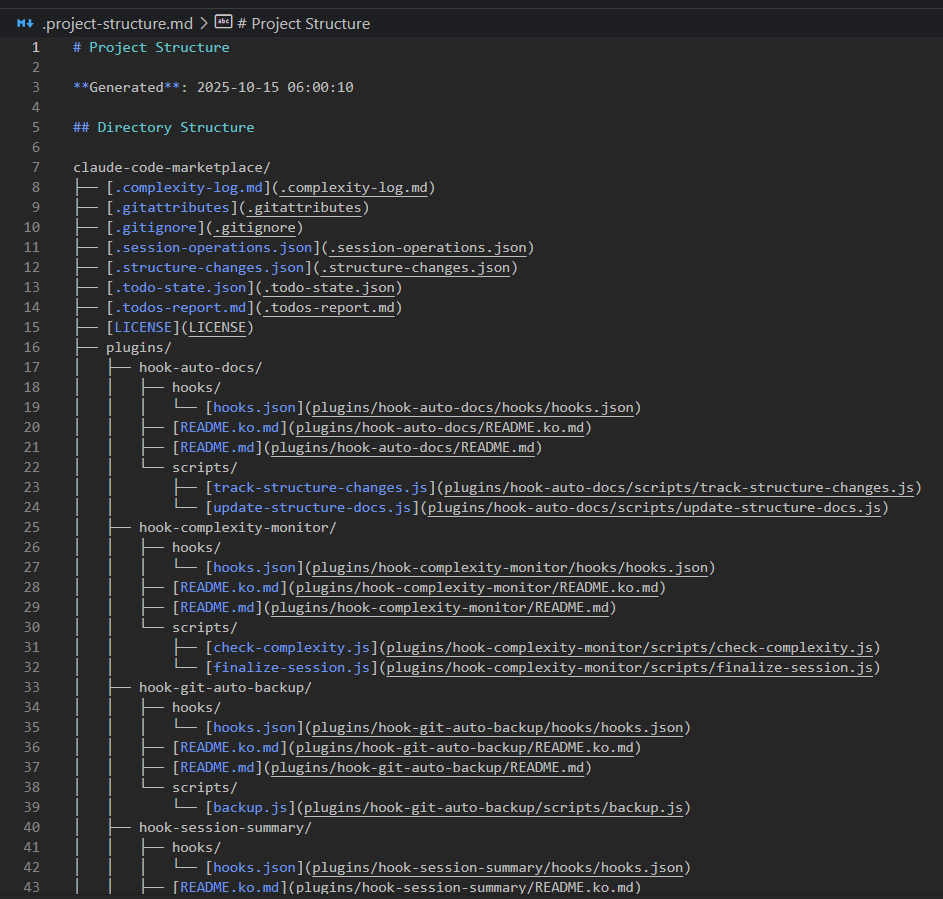 .project-structure.md > # Project Structure
1 # Project Structure
2
3 **Generated**: 2025-10-15 06:00:10
4
5 ## Directory Structure
6
7 claude-code-marketplace/
8 ├── [.complexity-log.md](.complexity-log.md)
9 ├── [.gitattributes](.gitattributes)
10 ├── [.gitignore](.gitignore)
11 ├── [.session-operations.json](.session-operations.json)
12 ├── [.structure-changes.json](.structure-changes.json)
13 ├── [.todo-state.json](.todo-state.json)
14 ├── [.todos-report.md](.todos-report.md)
15 ├── [LICENSE](LICENSE)
16 ├── plugins/
17 │   ├── hook-auto-docs/
18 │   │   ├── hooks/
19 │   │   │   └── [hooks.json](plugins/hook-auto-docs/hooks/hooks.json)
20 │   │   ├── [README.ko.md](plugins/hook-auto-docs/README.ko.md)
21 │   │   ├── [README.md](plugins/hook-auto-docs/README.md)
22 │   │   └── scripts/
23 │   │       ├── [track-structure-changes.js](plugins/hook-auto-docs/scripts/track-structure-changes.js)
24 │   │       └── [update-structure-docs.js](plugins/hook-auto-docs/scripts/update-structure-docs.js)
25 │   ├── hook-complexity-monitor/
26 │   │   ├── hooks/
27 │   │   │   └── [hooks.json](plugins/hook-complexity-monitor/hooks/hooks.json)
28 │   │   ├── [README.ko.md](plugins/hook-complexity-monitor/README.ko.md)
29 │   │   ├── [README.md](plugins/hook-complexity-monitor/README.md)
30 │   │   └── scripts/
31 │   │       ├── [check-complexity.js](plugins/hook-complexity-monitor/scripts/check-complexity.js)
32 │   │       └── [finalize-session.js](plugins/hook-complexity-monitor/scripts/finalize-session.js)
33 │   ├── hook-git-auto-backup/
34 │   │   ├── hooks/
35 │   │   │   └── [hooks.json](plugins/hook-git-auto-backup/hooks/hooks.json)
36 │   │   ├── [README.ko.md](plugins/hook-git-auto-backup/README.ko.md)
37 │   │   ├── [README.md](plugins/hook-git-auto-backup/README.md)
38 │   │   └── scripts/
39 │   │       └── [backup.js](plugins/hook-git-auto-backup/scripts/backup.js)
40 │   ├── hook-session-summary/
41 │   │   ├── hooks/
42 │   │   │   └── [hooks.json](plugins/hook-session-summary/hooks/hooks.json)
43 │   │   ├── [README.ko.md](plugins/hook-session-summary/README.ko.md)